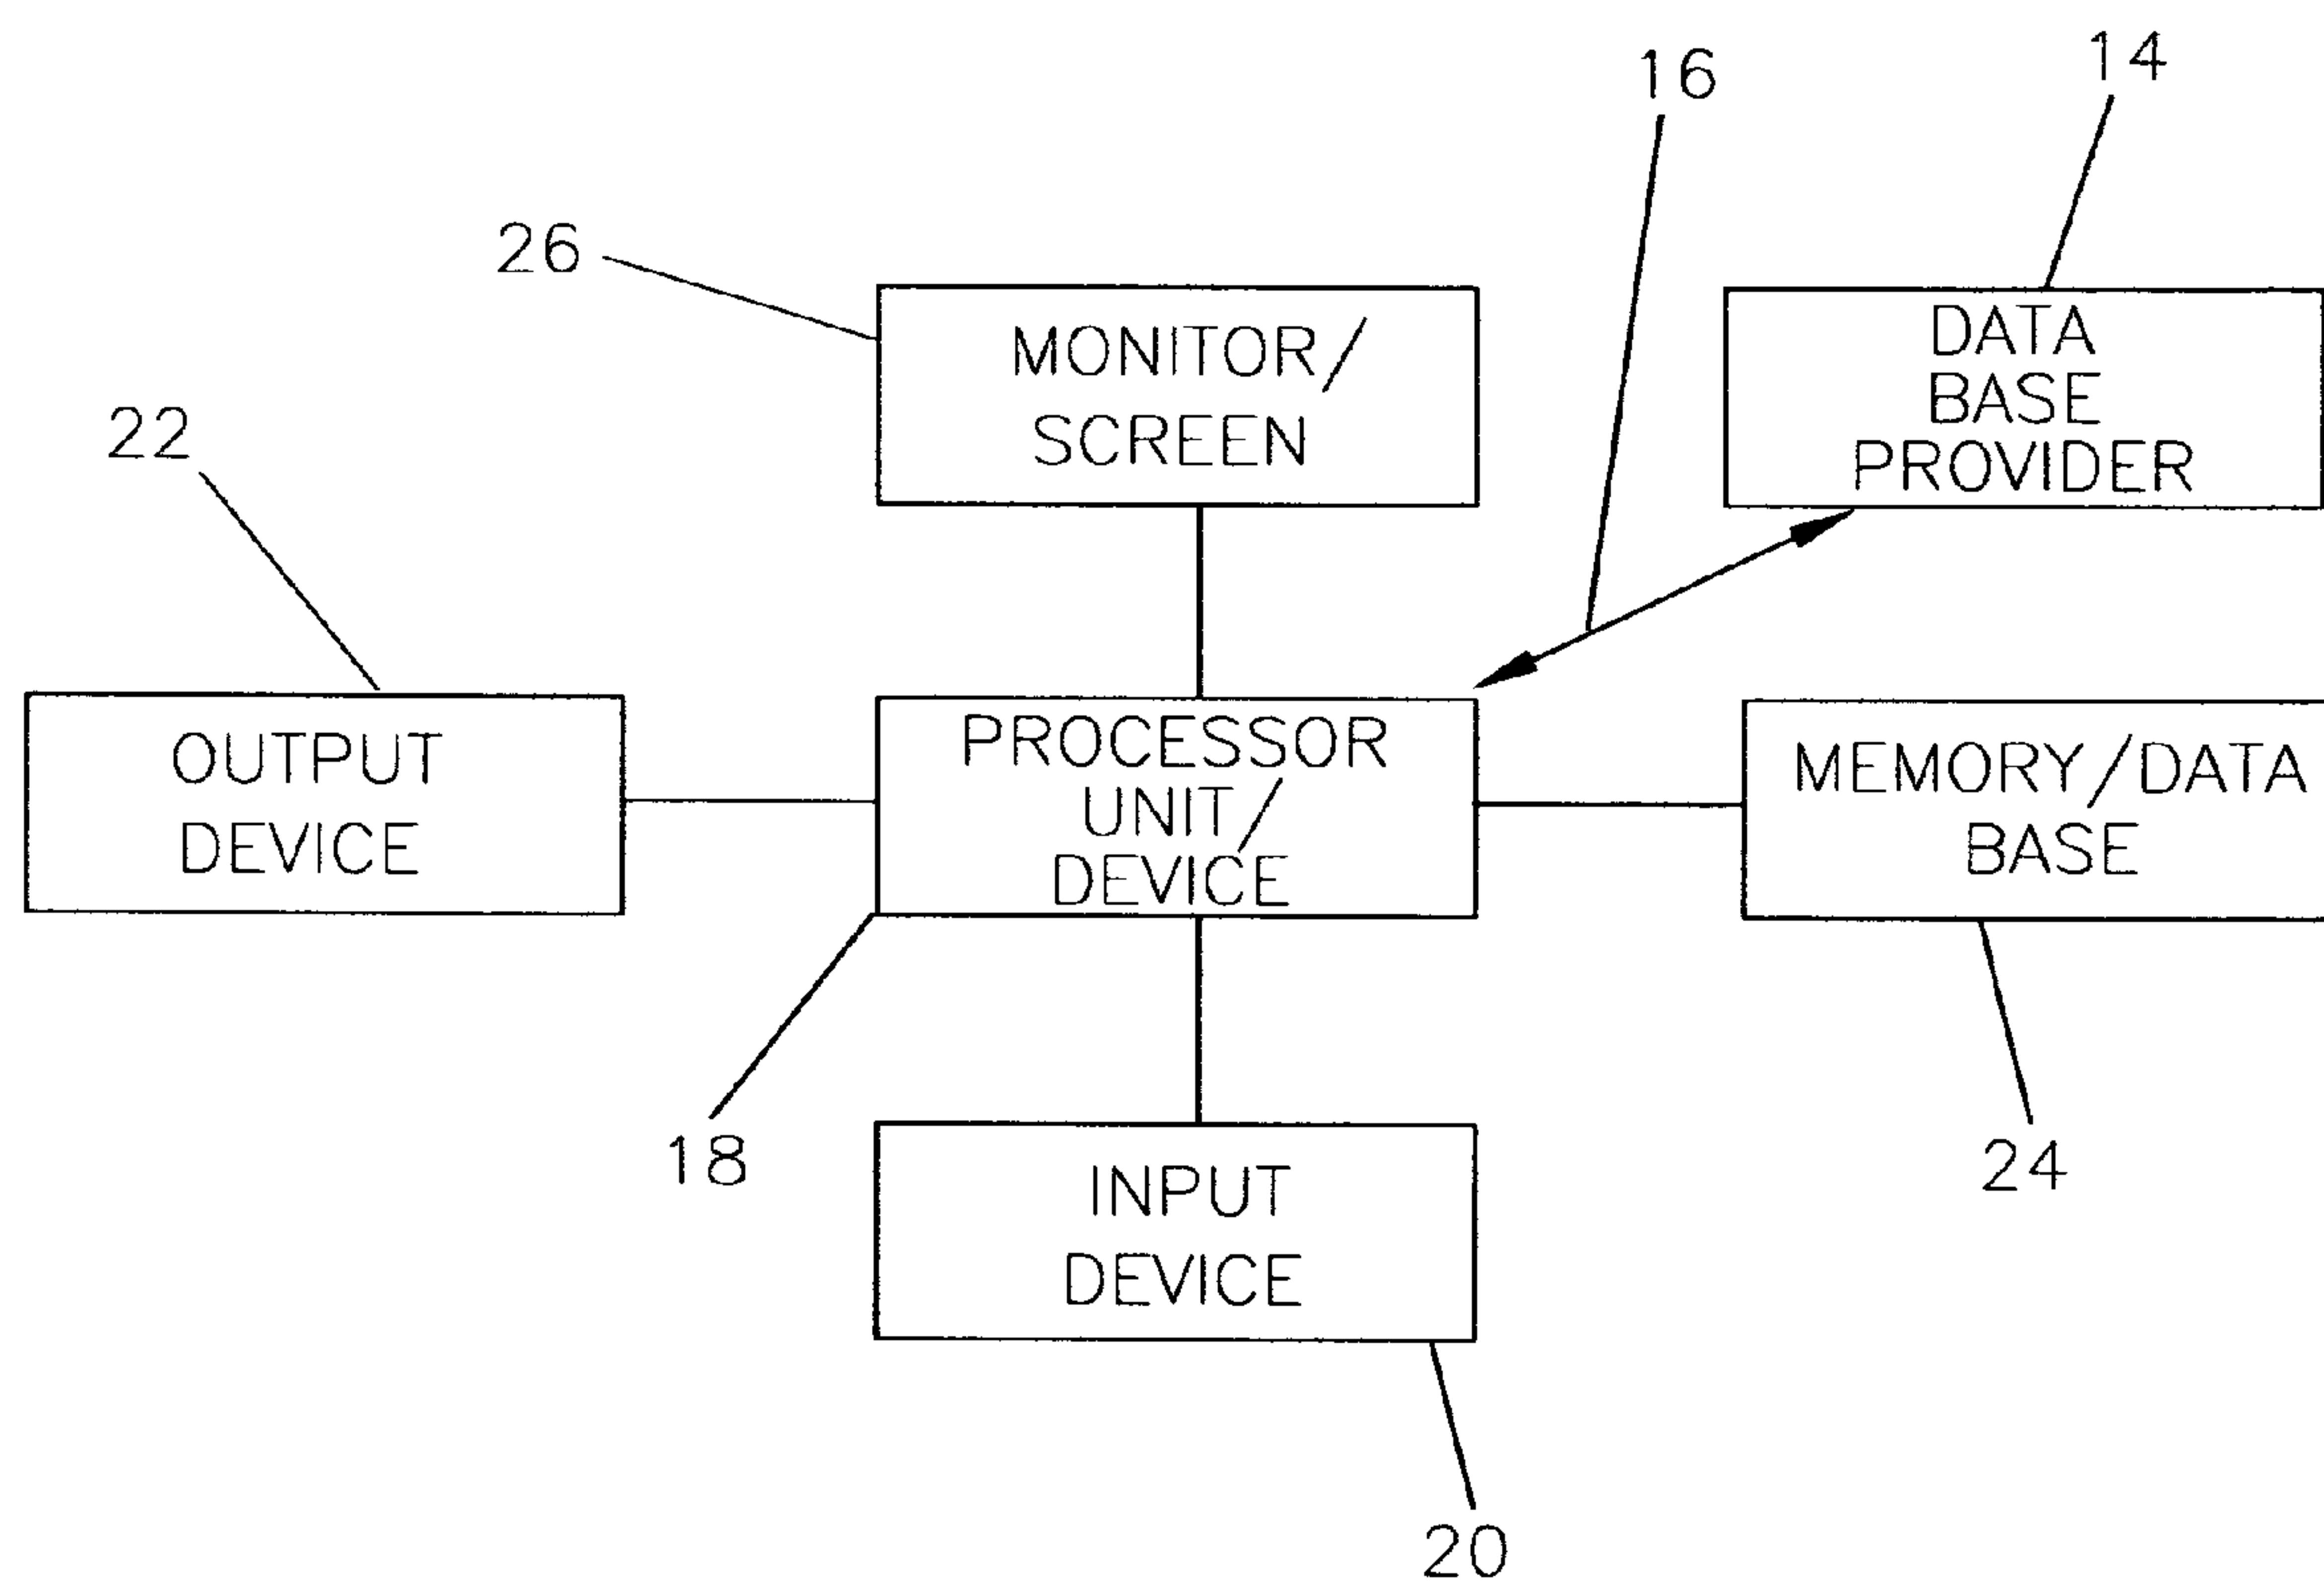 16
14
26
MONITOR/
SCREEN
DATA
BASE
PROVIDER
22
OUTPUT
DEVICE
PROCESSOR
UNIT/
DEVICE
MEMORY/DATA
BASE
18
24
INPUT
DEVICE
20